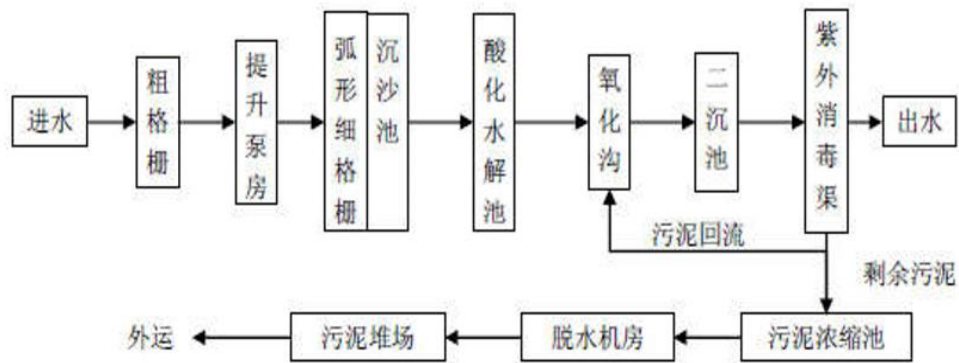 进水
粗格栅
提升泵房
弧形细格栅
沉沙池
酸化水解池
氧化沟
二沉池
紫外消毒渠
出水
污泥回流
剩余污泥
外运
污泥堆场
脱水机房
污泥浓缩池